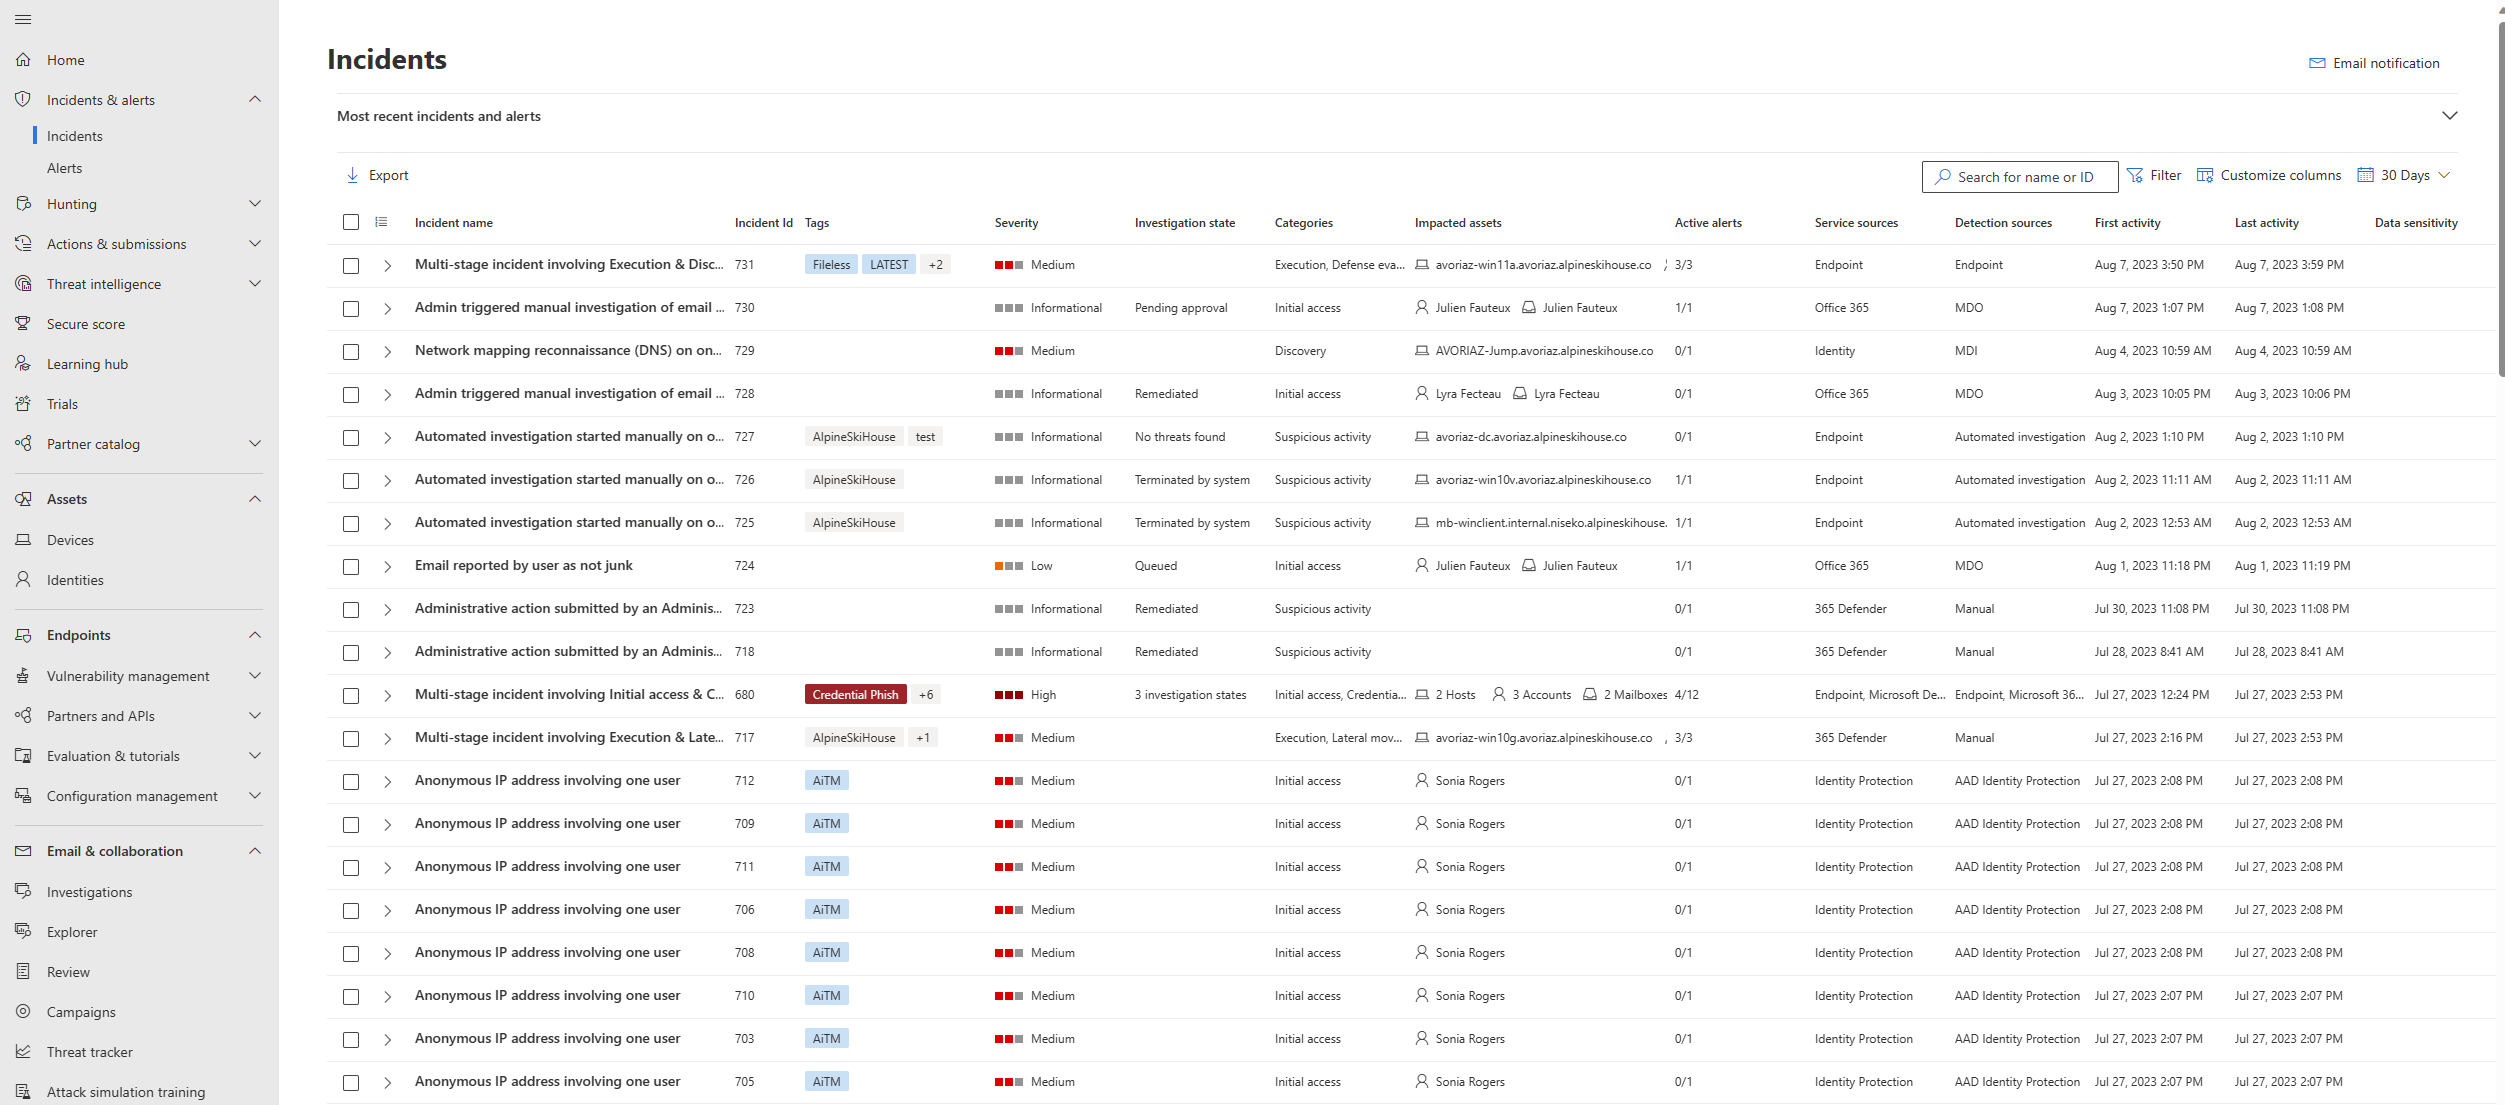 Home
Incidents & alerts
Incidents
Alerts
Hunting
Actions & submissions
Threat intelligence
Secure score
Learning hub
Trials
Partner catalog
Assets
Devices
Identities
Endpoints
Vulnerability management
Partners and APIs
Evaluation & tutorials
Configuration management
Email & collaboration
Investigations
Explorer
Review
Campaigns
Threat tracker
Attack simulation training
Incidents
Email notification
Most recent incidents and alerts
Export Search for name or ID Filter Customize columns 30 Days
Incident name Incident Id Tags Severity Investigation state Categories Impacted assets Active alerts Service sources Detection sources First activity Last activity Data sensitivity
Multi-stage incident involving Execution & Disc... 731 Fileless LATEST +2 Medium Execution, Defense eva... avoriaz-win11a.avoriaz.alpineskihouse.co 3/3 Endpoint Endpoint Aug 7, 2023 3:50 PM Aug 7, 2023 3:59 PM
Admin triggered manual investigation of email ... 730 Informational Pending approval Initial access Julien Fauteux Julien Fauteux 1/1 Office 365 MDO Aug 7, 2023 1:07 PM Aug 7, 2023 1:08 PM
Network mapping reconnaissance (DNS) on on... 729 Medium Discovery AVORIAZ-Jump.avoriaz.alpineskihouse.co 0/1 Identity MDI Aug 4, 2023 10:59 AM Aug 4, 2023 10:59 AM
Admin triggered manual investigation of email ... 728 Informational Remediated Initial access Lyra Fecteau Lyra Fecteau 0/1 Office 365 MDO Aug 3, 2023 10:05 PM Aug 3, 2023 10:06 PM
Automated investigation started manually on o... 727 AlpineSkiHouse test Informational No threats found Suspicious activity avoriaz-dc.avoriaz.alpineskihouse.co 0/1 Endpoint Automated investigation Aug 2, 2023 1:10 PM Aug 2, 2023 1:10 PM
Automated investigation started manually on o... 726 AlpineSkiHouse Informational Terminated by system Suspicious activity avoriaz-win10v.avoriaz.alpineskihouse.co 1/1 Endpoint Automated investigation Aug 2, 2023 11:11 AM Aug 2, 2023 11:11 AM
Automated investigation started manually on o... 725 AlpineSkiHouse Informational Terminated by system Suspicious activity mb-winclient.internal.niseko.alpineskihouse. 1/1 Endpoint Automated investigation Aug 2, 2023 12:53 AM Aug 2, 2023 12:53 AM
Email reported by user as not junk 724 Low Queued Initial access Julien Fauteux Julien Fauteux 1/1 Office 365 MDO Aug 1, 2023 11:18 PM Aug 1, 2023 11:19 PM
Administrative action submitted by an Adminis... 723 Informational Remediated Suspicious activity 0/1 365 Defender Manual Jul 30, 2023 11:08 PM Jul 30, 2023 11:08 PM
Administrative action submitted by an Adminis... 718 Informational Remediated Suspicious activity 0/1 365 Defender Manual Jul 28, 2023 8:41 AM Jul 28, 2023 8:41 AM
Multi-stage incident involving Initial access & C... 680 Credential Phish +6 High 3 investigation states Initial access, Credentia... 2 Hosts 3 Accounts 2 Mailboxes 4/12 Endpoint, Microsoft De... Endpoint, Microsoft 36... Jul 27, 2023 12:24 PM Jul 27, 2023 2:53 PM
Multi-stage incident involving Execution & Late... 717 AlpineSkiHouse +1 Medium Execution, Lateral mov... avoriaz-win10g.avoriaz.alpineskihouse.co 3/3 365 Defender Manual Jul 27, 2023 2:16 PM Jul 27, 2023 2:53 PM
Anonymous IP address involving one user 712 AiTM Medium Initial access Sonia Rogers 0/1 Identity Protection AAD Identity Protection Jul 27, 2023 2:08 PM Jul 27, 2023 2:08 PM
Anonymous IP address involving one user 709 AiTM Medium Initial access Sonia Rogers 0/1 Identity Protection AAD Identity Protection Jul 27, 2023 2:08 PM Jul 27, 2023 2:08 PM
Anonymous IP address involving one user 711 AiTM Medium Initial access Sonia Rogers 0/1 Identity Protection AAD Identity Protection Jul 27, 2023 2:08 PM Jul 27, 2023 2:08 PM
Anonymous IP address involving one user 706 AiTM Medium Initial access Sonia Rogers 0/1 Identity Protection AAD Identity Protection Jul 27, 2023 2:08 PM Jul 27, 2023 2:08 PM
Anonymous IP address involving one user 708 AiTM Medium Initial access Sonia Rogers 0/1 Identity Protection AAD Identity Protection Jul 27, 2023 2:08 PM Jul 27, 2023 2:08 PM
Anonymous IP address involving one user 710 AiTM Medium Initial access Sonia Rogers 0/1 Identity Protection AAD Identity Protection Jul 27, 2023 2:07 PM Jul 27, 2023 2:07 PM
Anonymous IP address involving one user 703 AiTM Medium Initial access Sonia Rogers 0/1 Identity Protection AAD Identity Protection Jul 27, 2023 2:07 PM Jul 27, 2023 2:07 PM
Anonymous IP address involving one user 705 AiTM Medium Initial access Sonia Rogers 0/1 Identity Protection AAD Identity Protection Jul 27, 2023 2:07 PM Jul 27, 2023 2:07 PM